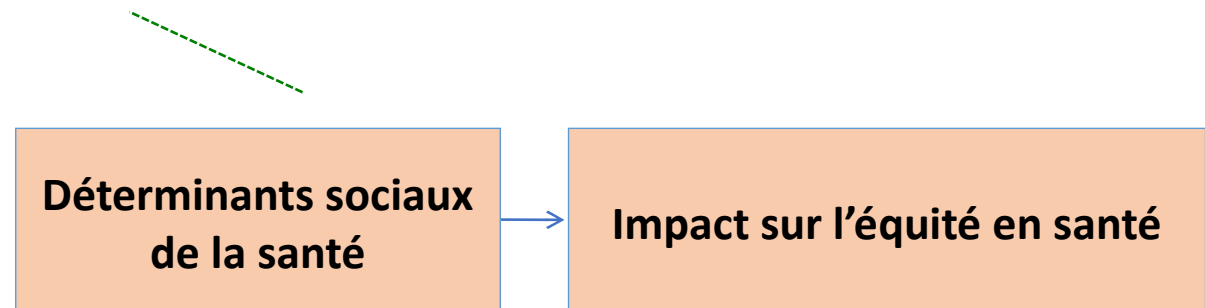 Déterminants sociaux
de la santé
Impact sur l’équité en santé